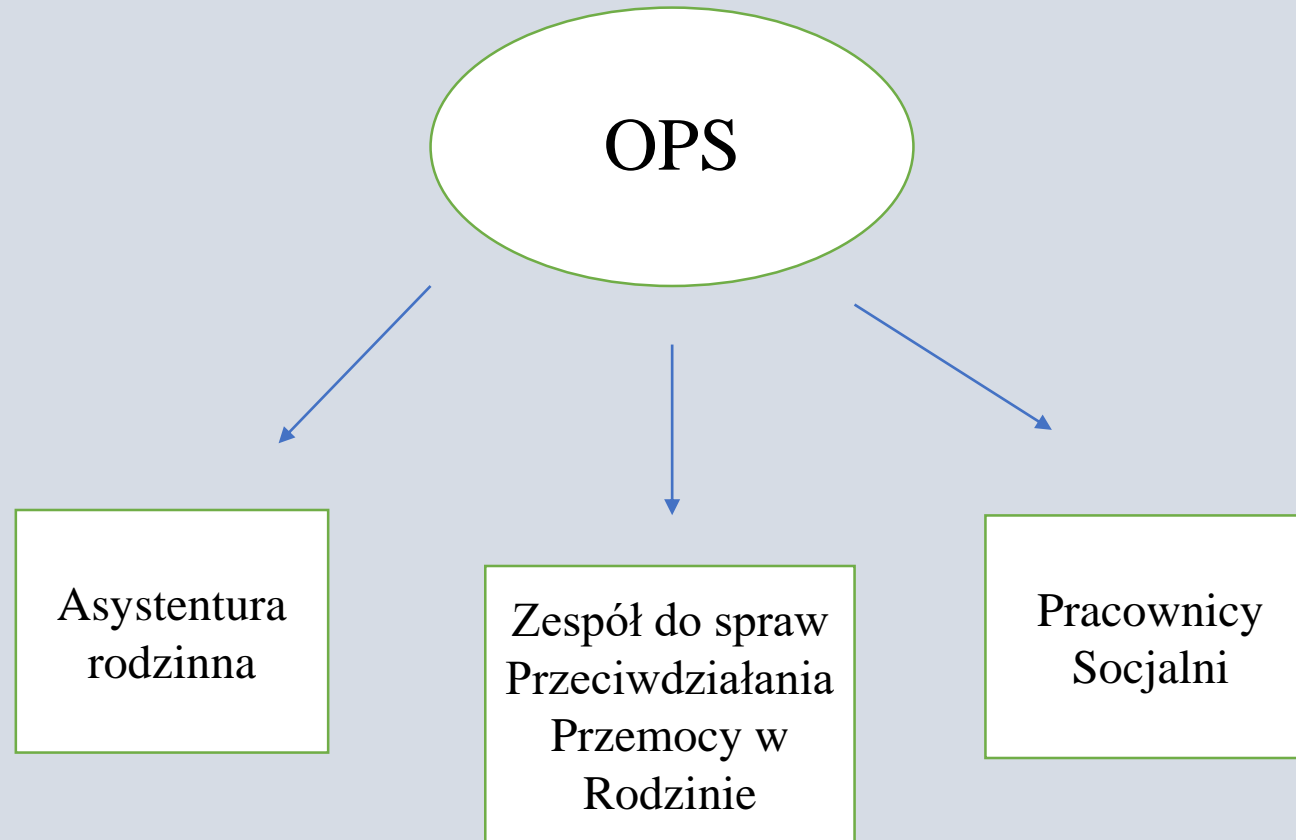 OPS
Asystentura
rodzinna
Zespół do spraw
Przeciwdziałania
Przemocy w
Rodzinie
Pracownicy
Socjalni